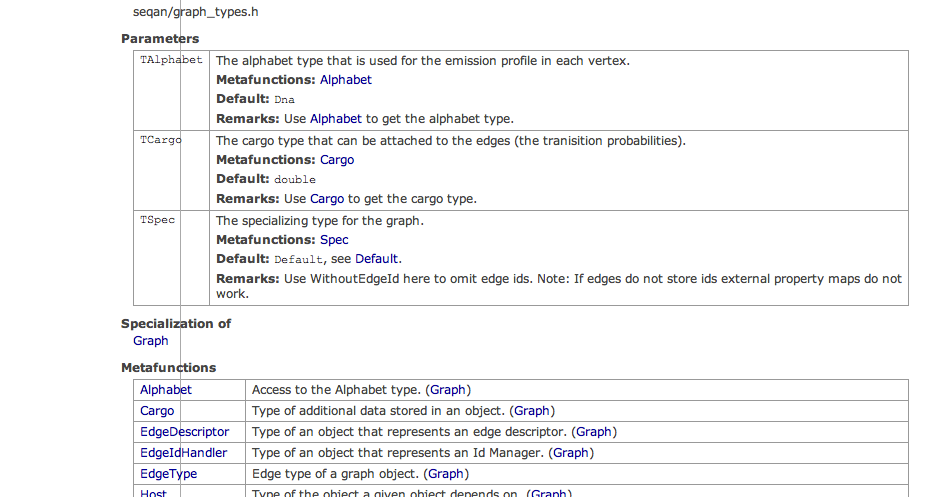 seqan/graph_types.h
Parameters
TAlphabet The alphabet type that is used for the emission profile in each vertex.
Metafunctions: Alphabet
Default: Dna
Remarks: Use Alphabet to get the alphabet type.
TCargo The cargo type that can be attached to the edges (the tranisition probabilities).
Metafunctions: Cargo
Default: double
Remarks: Use Cargo to get the cargo type.
TSpec The specializing type for the graph.
Metafunctions: Spec
Default: Default, see Default.
Remarks: Use WithoutEdgeId here to omit edge ids. Note: If edges do not store ids external property maps do not
work.
Specialization of
Graph
Metafunctions
Alphabet Access to the Alphabet type. (Graph)
Cargo Type of additional data stored in an object. (Graph)
EdgeDescriptor Type of an object that represents an edge descriptor. (Graph)
EdgeIdHandler Type of an object that represents an Id Manager. (Graph)
EdgeType Edge type of a graph object. (Graph)
Host Type of the object a given object depends on. (Graph)